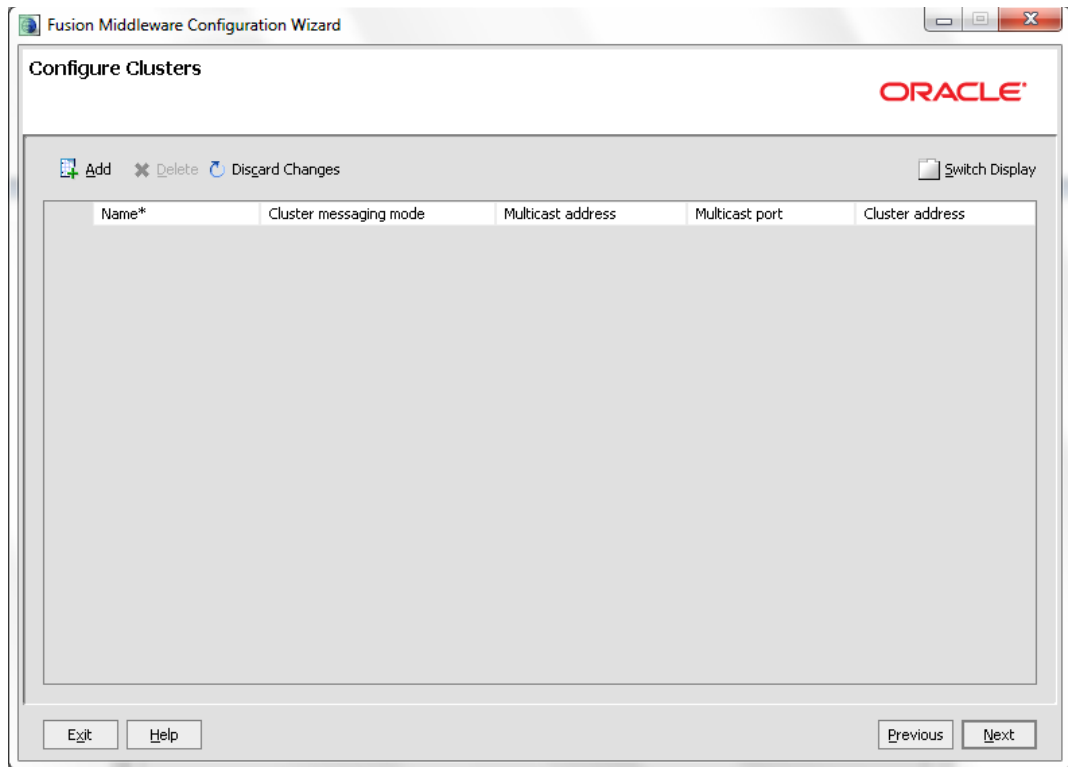 Fusion Middleware Configuration Wizard
Configure Clusters
ORACLE
Add Delete Discard Changes Switch Display
Name* Cluster messaging mode Multicast address Multicast port Cluster address
Exit Help Previous Next